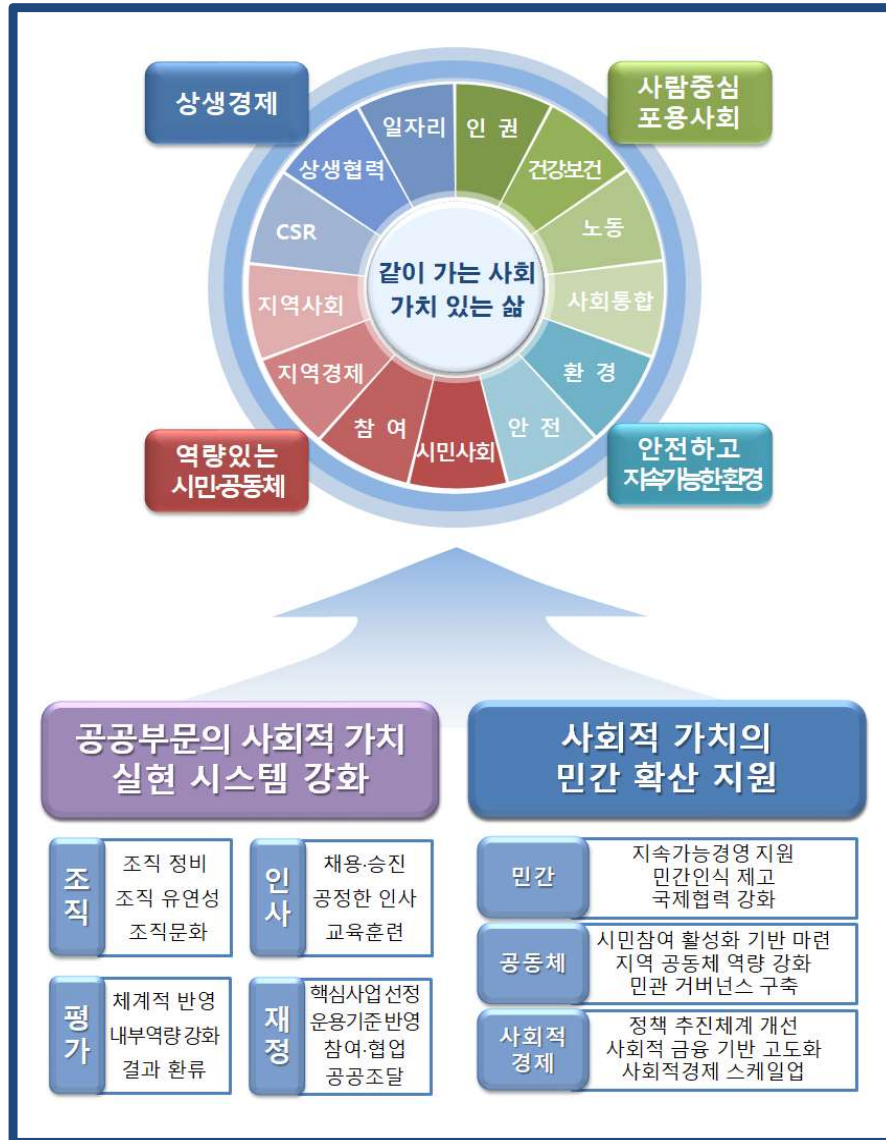 상생경제
사람중심
포용사회
일자리
인 권
상생협력
건강보건
CSR
노동
같이 가는 사회
가치 있는 삶
지역사회
사회통합
지역경제
환 경
참 여
안 전
시민사회
역량있는
시민·공동체
안전하고
지속가능한 환경
공공부문의 사회적 가치
실현 시스템 강화
조직
조직 정비
조직 유연성
조직문화
인사
채용·승진
공정한 인사
교육훈련
평가
체계적 반영
내부역량 강화
결과 환류
재정
핵심사업 선정
운용기준 반영
참여·협업
공공조달
사회적 가치의
민간 확산 지원
민간
지속가능경영 지원
민간인식 제고
국제협력 강화
공동체
시민참여 활성화 기반 마련
지역 공동체 역량 강화
민관 거버넌스 구축
사회적
경제
정책 추진체계 개선
사회적 금융 기반 고도화
사회적경제 스케일업